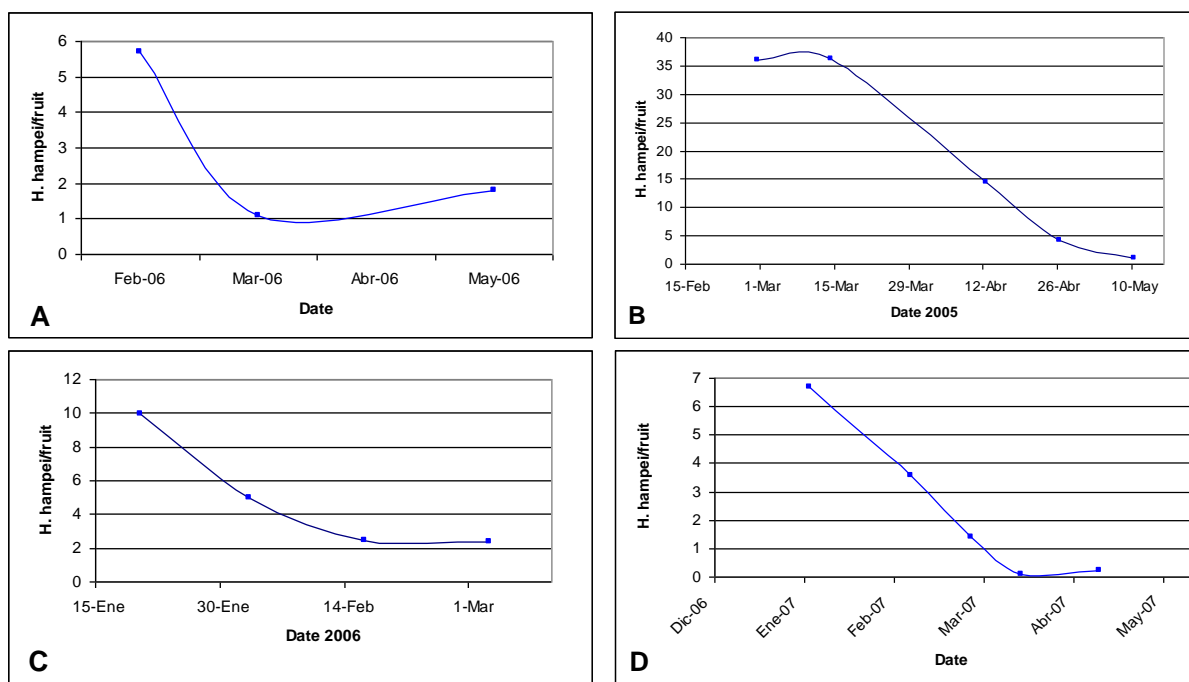 6
5
4
3
2
1
0
H. hampei/fruit
Feb-06 Mar-06 Abr-06 May-06
Date
A
40
35
30
25
20
15
10
5
0
H. hampei/fruit
15-Feb 1-Mar 15-Mar 29-Mar 12-Abr 26-Abr 10-May
Date 2005
B
12
10
8
6
4
2
0
H. hampei/fruit
15-Ene 30-Ene 14-Feb 1-Mar
Date 2006
C
7
6
5
4
3
2
1
0
H. hampei/fruit
Dic-06 Ene-07 Feb-07 Mar-07 Abr-07 May-07
Date
D